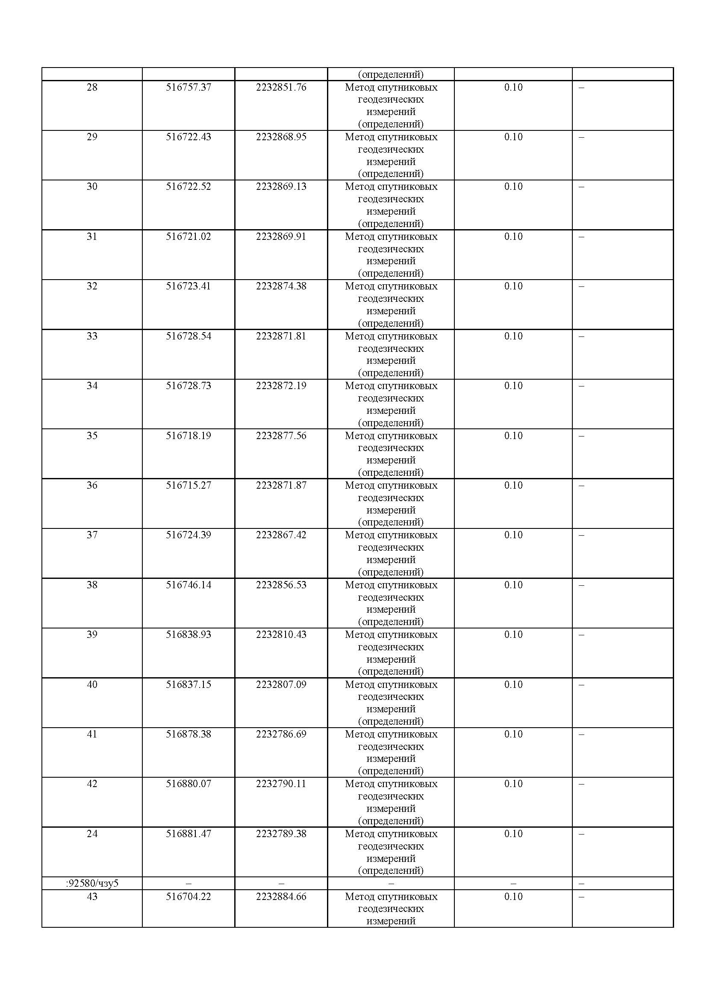 (определений)
28 516757.37 2232851.76 Метод спутниковых 0.10 –
геодезических
измерений
(определений)
29 516722.43 2232868.95 Метод спутниковых 0.10 –
геодезических
измерений
(определений)
30 516722.52 2232869.13 Метод спутниковых 0.10 –
геодезических
измерений
(определений)
31 516721.02 2232869.91 Метод спутниковых 0.10 –
геодезических
измерений
(определений)
32 516723.41 2232874.38 Метод спутниковых 0.10 –
геодезических
измерений
(определений)
33 516728.54 2232871.81 Метод спутниковых 0.10 –
геодезических
измерений
(определений)
34 516728.73 2232872.19 Метод спутниковых 0.10 –
геодезических
измерений
(определений)
35 516718.19 2232877.56 Метод спутниковых 0.10 –
геодезических
измерений
(определений)
36 516715.27 2232871.87 Метод спутниковых 0.10 –
геодезических
измерений
(определений)
37 516724.39 2232867.42 Метод спутниковых 0.10 –
геодезических
измерений
(определений)
38 516746.14 2232856.53 Метод спутниковых 0.10 –
геодезических
измерений
(определений)
39 516838.93 2232810.43 Метод спутниковых 0.10 –
геодезических
измерений
(определений)
40 516837.15 2232807.09 Метод спутниковых 0.10 –
геодезических
измерений
(определений)
41 516878.38 2232786.69 Метод спутниковых 0.10 –
геодезических
измерений
(определений)
42 516880.07 2232790.11 Метод спутниковых 0.10 –
геодезических
измерений
(определений)
24 516881.47 2232789.38 Метод спутниковых 0.10 –
геодезических
измерений
(определений)
:92580/чзу5 – – – – –
43 516704.22 2232884.66 Метод спутниковых 0.10 –
геодезических
измерений